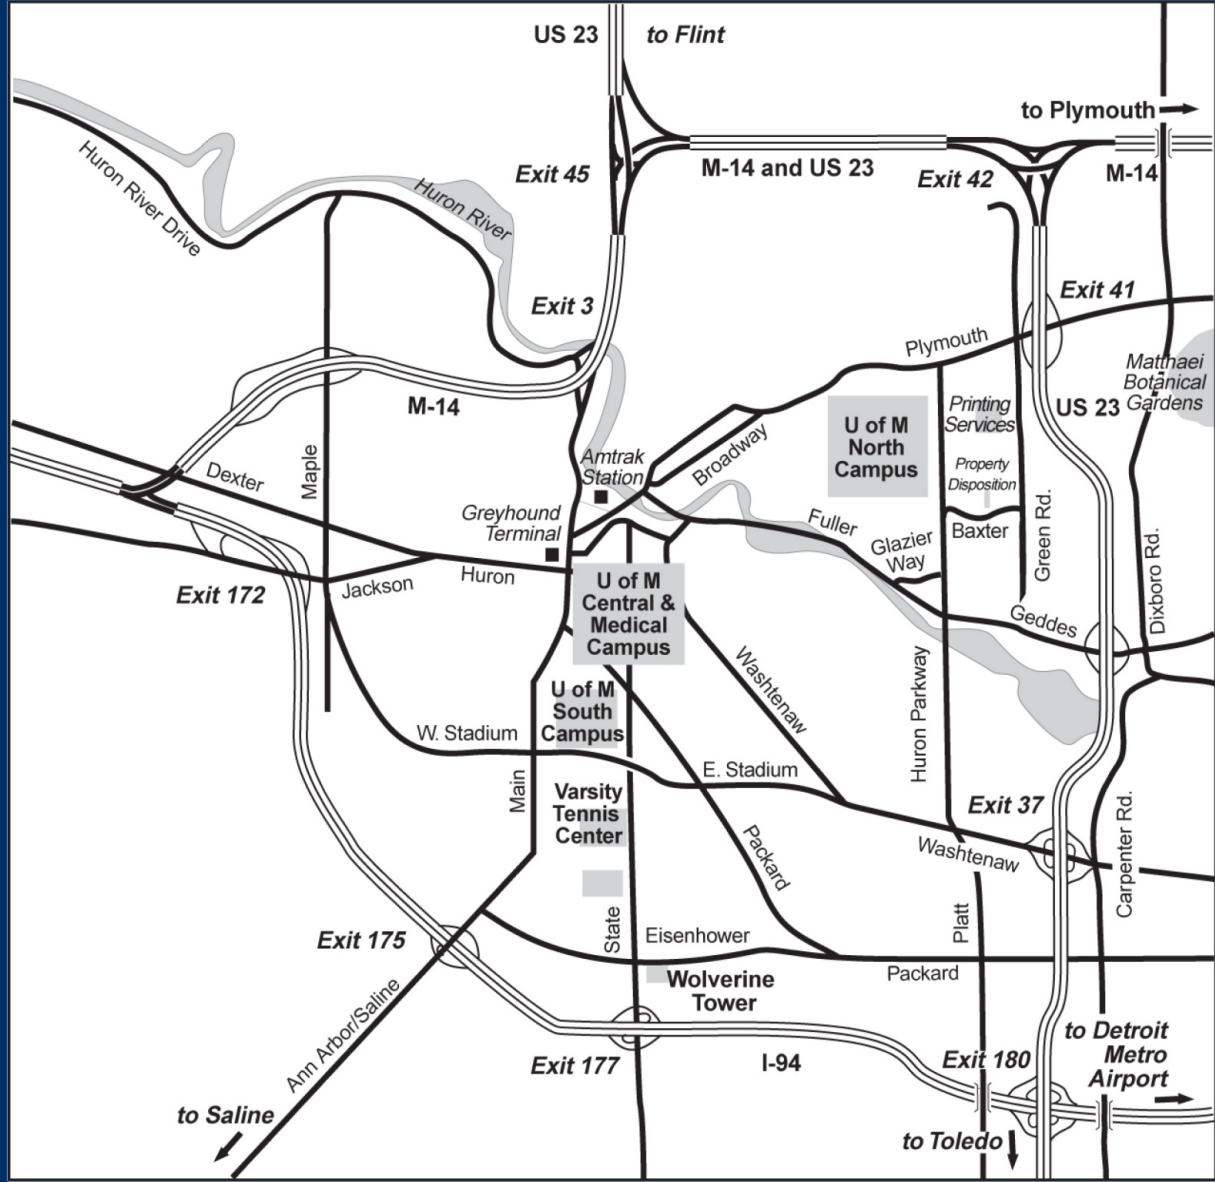 US 23
to Flint
to Plymouth
Huron River Drive
Huron River
Exit 45
M-14 and US 23
Exit 42
M-14
Exit 3
Exit 41
Plymouth
Matthaei
Botanical
Gardens
M-14
Printing
Services
US 23
U of M
North
Campus
Maple
Dexter
Amtrak
Station
Broadway
Property
Disposition
Greyhound
Terminal
Fuller
Glazier
Way
Baxter
Green Rd.
Dixboro Rd.
Exit 172
Jackson
Huron
U of M
Central &
Medical
Campus
Geddes
Washtenaw
Huron Parkway
U of M
South
Campus
W. Stadium
E. Stadium
Main
Varsity
Tennis
Center
Exit 37
Packard
Washtenaw
Carpenter Rd.
Exit 175
State
Eisenhower
Platt
Packard
Wolverine
Tower
Ann Arbor/Saline
Exit 177
I-94
Exit 180
to Detroit
Metro
Airport
to Saline
to Toledo